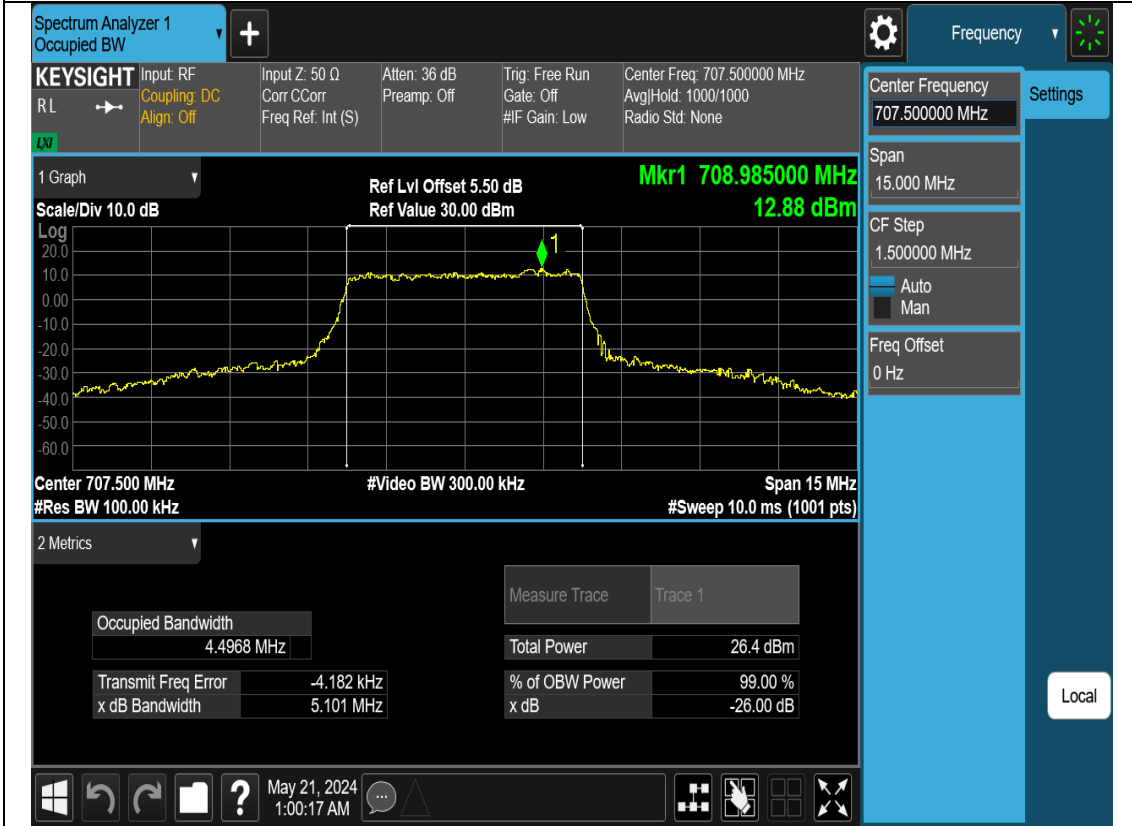 Spectrum Analyzer 1
Occupied BW
Frequency
KEYSIGHT
R L
LXI
Input: RF
Coupling: DC
Align: Off
Input Z: 50 Ω
Corr CCorr
Freq Ref: Int (S)
Atten: 36 dB
Preamp: Off
Trig: Free Run
Gate: Off
#IF Gain: Low
Center Freq: 707.500000 MHz
Avg|Hold: 1000/1000
Radio Std: None
Center Frequency
707.500000 MHz
Settings
Span
15.000 MHz
CF Step
1.500000 MHz
Auto
Man
Freq Offset
0 Hz
Local
1 Graph
Scale/Div 10.0 dB
Ref Lvl Offset 5.50 dB
Ref Value 30.00 dBm
Mkr1 708.985000 MHz
12.88 dBm
Log
1
20.0
10.0
0.00
-10.0
-20.0
-30.0
-40.0
-50.0
-60.0
Center 707.500 MHz
#Video BW 300.00 kHz
Span 15 MHz
#Res BW 100.00 kHz
#Sweep 10.0 ms (1001 pts)
2 Metrics
Measure Trace Trace 1
Occupied Bandwidth
4.4968 MHz
Total Power 26.4 dBm
Transmit Freq Error -4.182 kHz
% of OBW Power 99.00 %
x dB Bandwidth 5.101 MHz
x dB -26.00 dB
?
May 21, 2024
1:00:17 AM